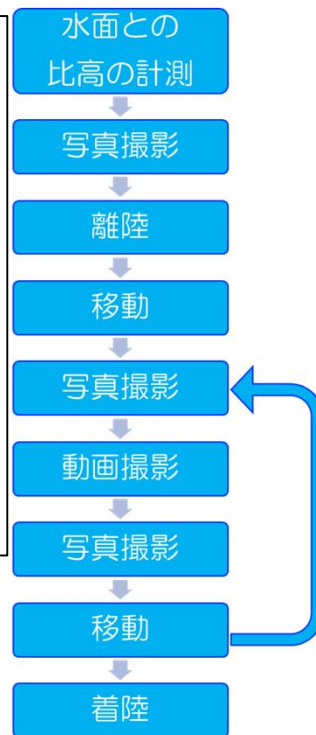 水面との
比高の計測
写真撮影
離陸
移動
写真撮影
動画撮影
写真撮影
移動
着陸